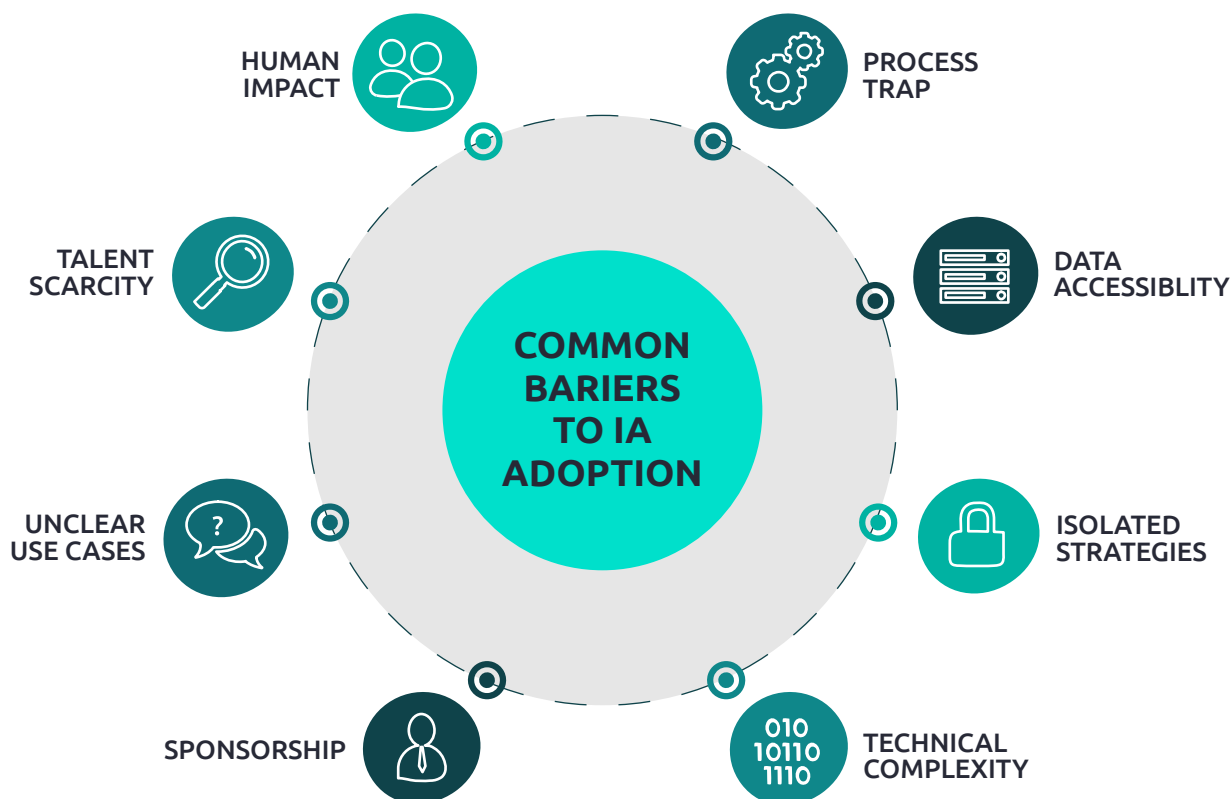 HUMAN
IMPACT
PROCESS
TRAP
TALENT
SCARCITY
DATA
ACCESSIBLITY
COMMON
BARIERS
TO IA
ADOPTION
UNCLEAR
USE CASES
?
ISOLATED
STRATEGIES
SPONSORSHIP
010
10110
1110
TECHNICAL
COMPLEXITY